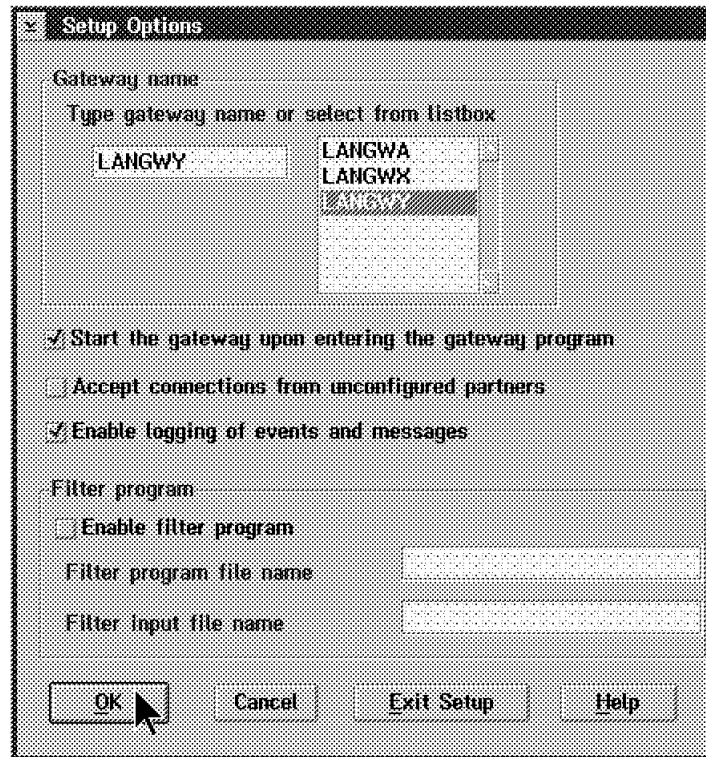 Setup Options
Gateway name
Type gateway name or select from listbox
LANGWY
LANGWA
LANGWX
LANGWY
Start the gateway upon entering the gateway program
Accept connections from unconfigured partners
Enable logging of events and messages
Filter program
Enable filter program
Filter program file name
Filter input file name
OK Cancel Exit Setup Help